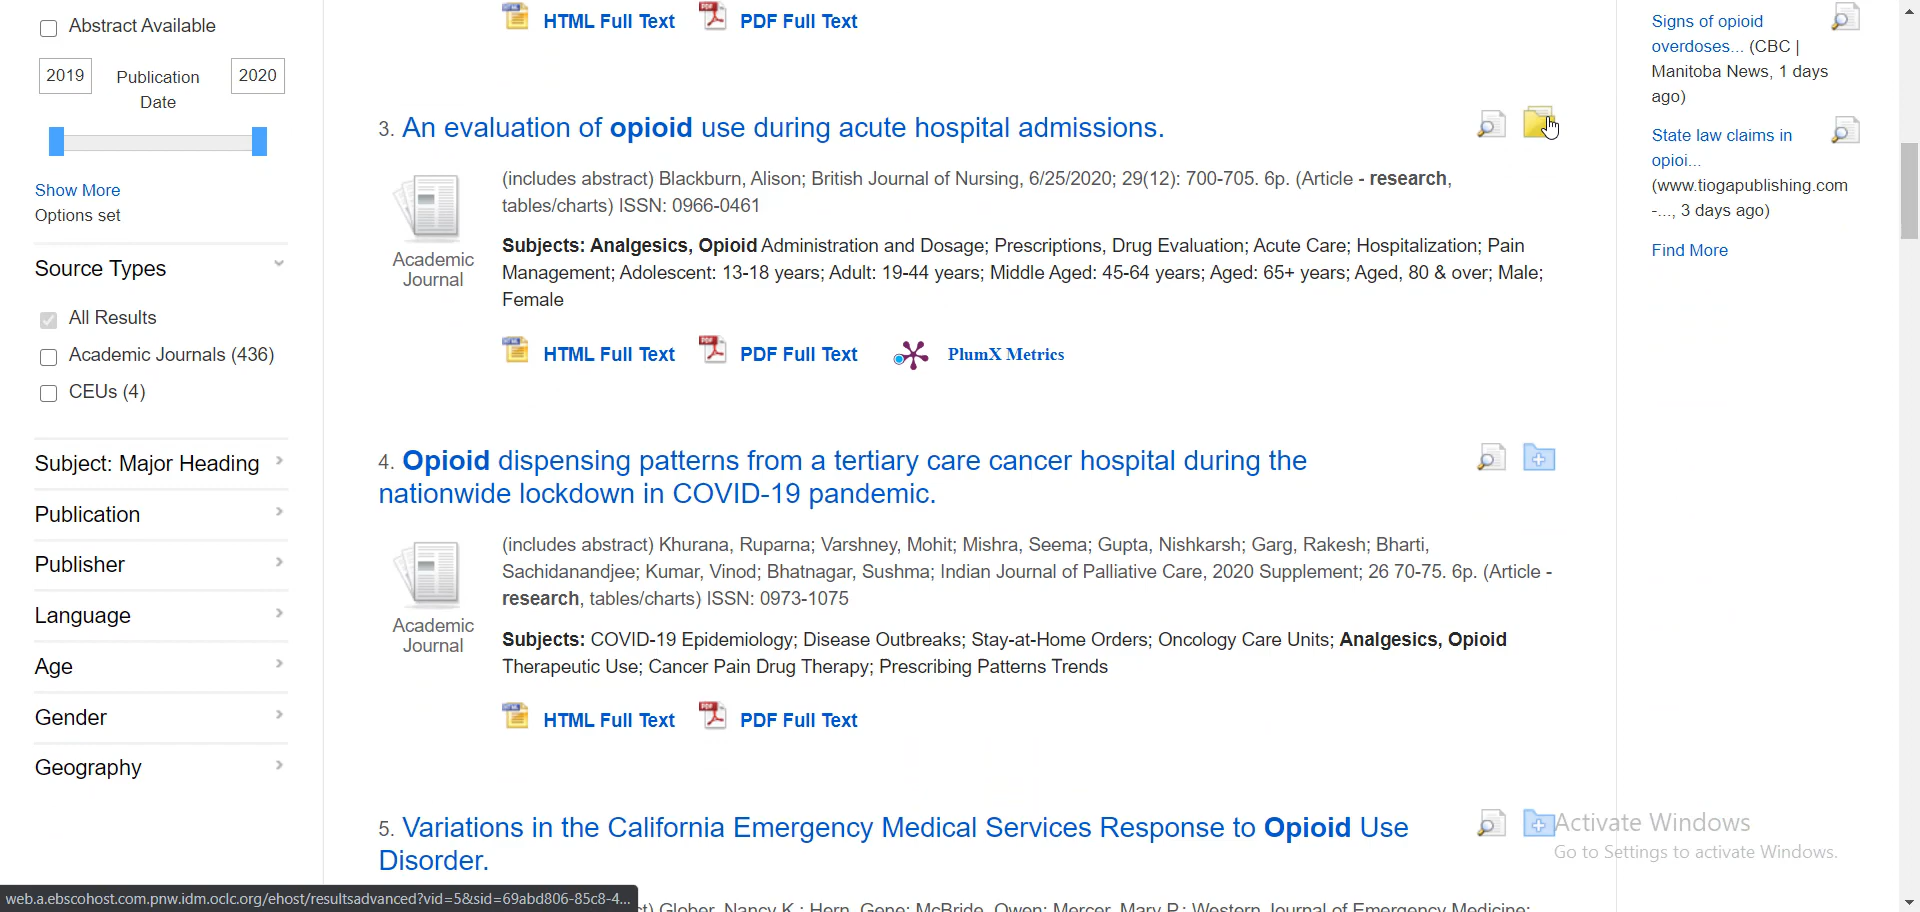 Abstract Available
2019 Publication Date 2020
Show More
Options set
Source Types
All Results
Academic Journals (436)
CEUs (4)
Subject: Major Heading
Publication
Publisher
Language
Age
Gender
Geography
HTML Full Text PDF Full Text
3. An evaluation of opioid use during acute hospital admissions.
Academic
Journal
(includes abstract) Blackburn, Alison; British Journal of Nursing, 6/25/2020; 29(12): 700-705. 6p. (Article - research,
tables/charts) ISSN: 0966-0461
Subjects: Analgesics, Opioid Administration and Dosage; Prescriptions, Drug Evaluation; Acute Care; Hospitalization; Pain
Management; Adolescent: 13-18 years; Adult: 19-44 years; Middle Aged: 45-64 years; Aged: 65+ years; Aged, 80 & over; Male;
Female
HTML Full Text PDF Full Text PlumX Metrics
4. Opioid dispensing patterns from a tertiary care cancer hospital during the
nationwide lockdown in COVID-19 pandemic.
Academic
Journal
(includes abstract) Khurana, Ruparna; Varshney, Mohit; Mishra, Seema; Gupta, Nishkarsh; Garg, Rakesh; Bharti,
Sachidanandjee; Kumar, Vinod; Bhatnagar, Sushma; Indian Journal of Palliative Care, 2020 Supplement; 26 70-75. 6p. (Article -
research, tables/charts) ISSN: 0973-1075
Subjects: COVID-19 Epidemiology; Disease Outbreaks; Stay-at-Home Orders; Oncology Care Units; Analgesics, Opioid
Therapeutic Use; Cancer Pain Drug Therapy; Prescribing Patterns Trends
HTML Full Text PDF Full Text
5. Variations in the California Emergency Medical Services Response to Opioid Use
Disorder.
Glober, Nancy K.; Hern, Gene; McBride, Owen; Mercer, Mary P.; Western Journal of Emergency Medicine:
Signs of opioid
overdoses... (CBC |
Manitoba News, 1 days
ago)
State law claims in
opioi...
(www.tiogapublishing.com
-..., 3 days ago)
Find More
Activate Windows
Go to Settings to activate Windows.
web.a.ebscohost.com.pnw.idm.oclc.org/ehost/resultsadvanced?vid=5&sid=69abd806-85c8-4...